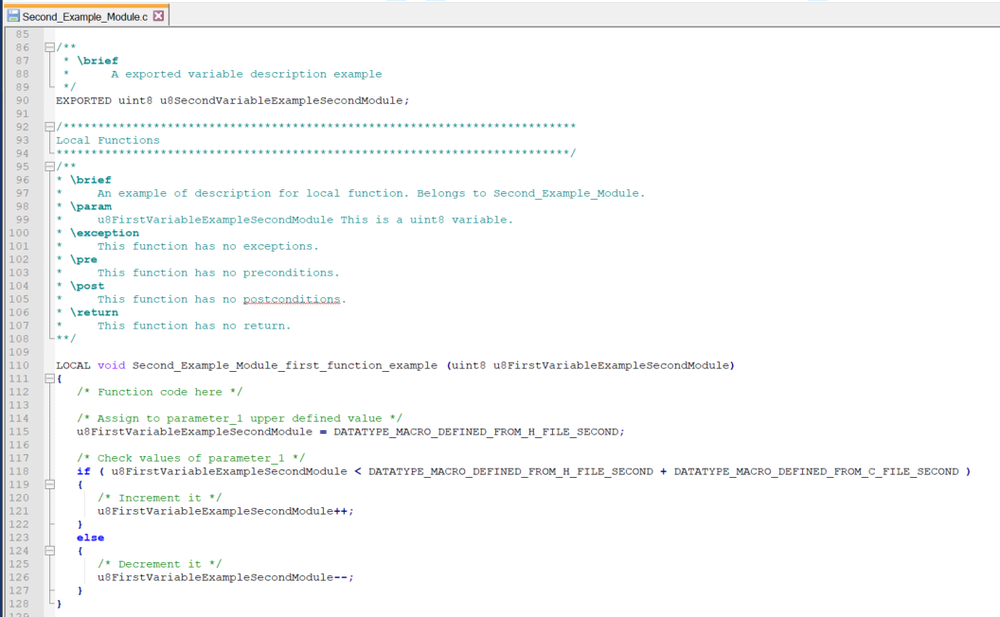 Second_Example_Module.c
85
86 /**
87 * \brief
88 * A exported variable description example
89 */
90 EXPORTED uint8 u8SecondVariableExampleSecondModule;
91
92 /**************************************************************************
93 Local Functions
94 **************************************************************************/
95 /**
96 * \brief
97 * An example of description for local function. Belongs to Second_Example_Module.
98 * \param
99 * u8FirstVariableExampleSecondModule This is a uint8 variable.
100 * \exception
101 * This function has no exceptions.
102 * \pre
103 * This function has no preconditions.
104 * \post
105 * This function has no postconditions.
106 * \return
107 * This function has no return.
108 **/
109
110 LOCAL void Second_Example_Module_first_function_example (uint8 u8FirstVariableExampleSecondModule)
111 {
112 /* Function code here */
113
114 /* Assign to parameter_1 upper defined value */
115 u8FirstVariableExampleSecondModule = DATATYPE_MACRO_DEFINED_FROM_H_FILE_SECOND;
116
117 /* Check values of parameter_1 */
118 if ( u8FirstVariableExampleSecondModule < DATATYPE_MACRO_DEFINED_FROM_H_FILE_SECOND + DATATYPE_MACRO_DEFINED_FROM_C_FILE_SECOND )
119 {
120 /* Increment it */
121 u8FirstVariableExampleSecondModule++;
122 }
123 else
124 {
125 /* Decrement it */
126 u8FirstVariableExampleSecondModule--;
127 }
128 }
129